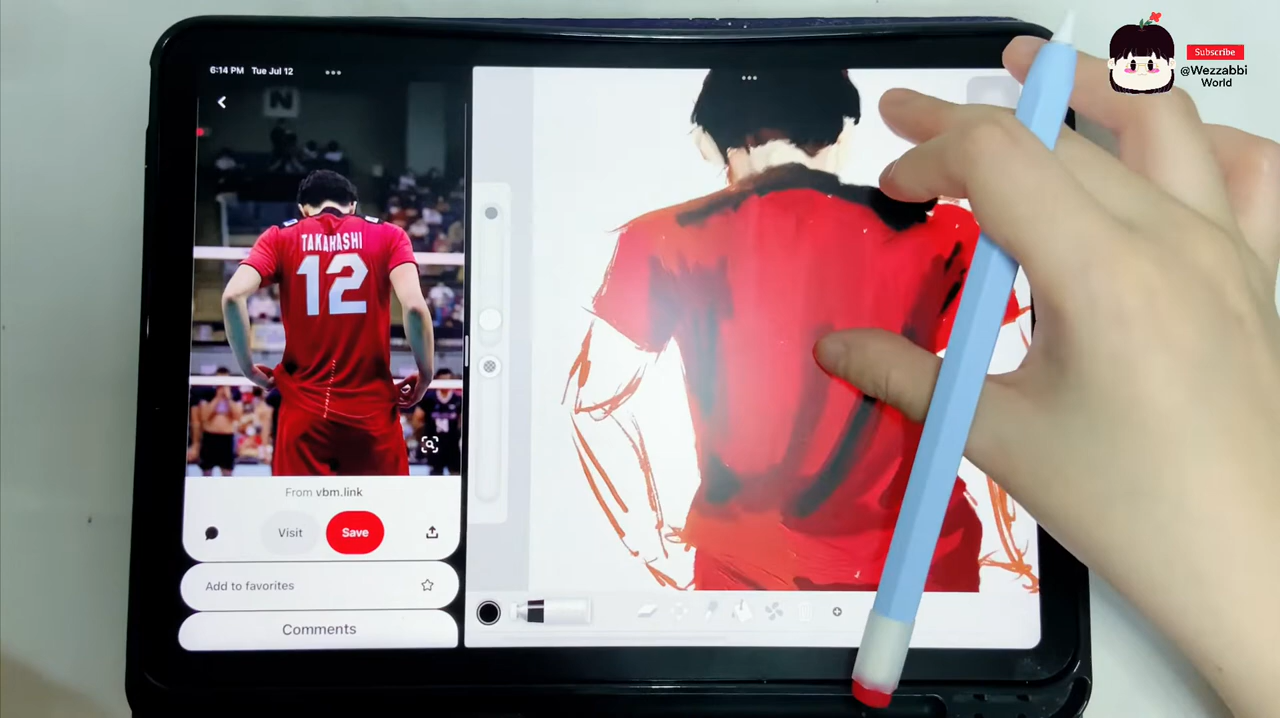 6:14 PM Tue Jul 12
N
TAKAHASHI
12
From vbm.link
Visit
Save
Add to favorites
Comments
Subscribe
@Wezzabbi
World